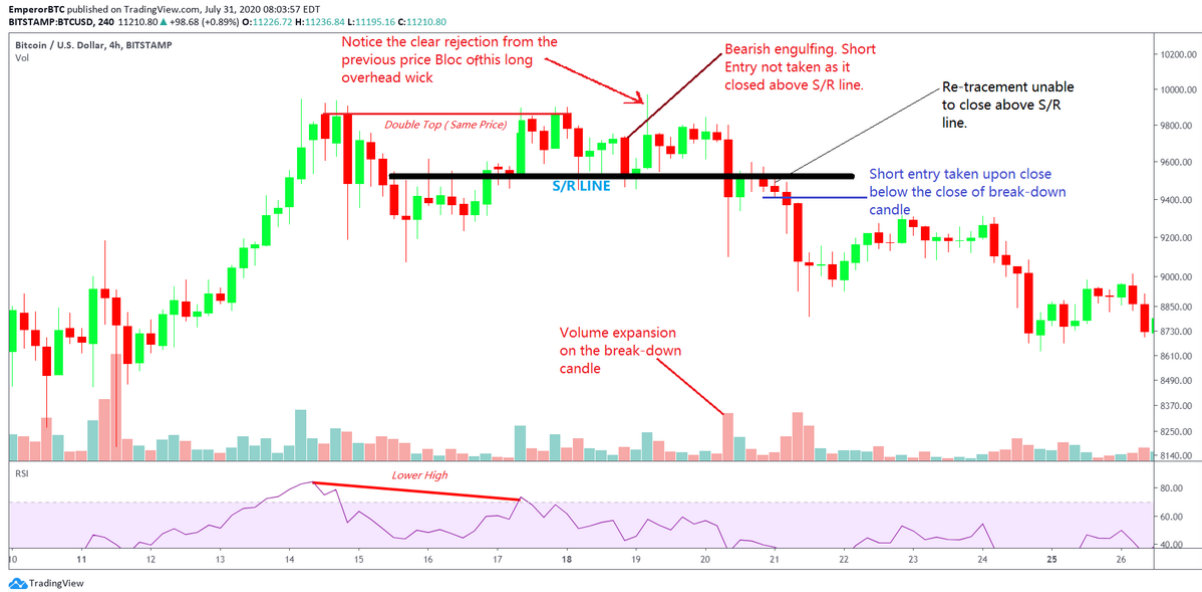 EmperorBTC published on TradingView.com, July 31, 2020 08:03:57 EDT
BITSTAMP:BTCUSD, 240 11210.80 ▲ +98.68 (+0.89%) O:11226.72 H:11236.84 L:11195.16 C:11210.80
Bitcoin / U.S. Dollar, 4h, BITSTAMP
Vol
Notice the clear rejection from the
previous price Bloc ofthis long
overhead wick
Bearish engulfing. Short
Entry not taken as it
closed above S/R line.
Re-tracement unable
to close above S/R
line.
Double Top ( Same Price)
S/R LINE
Short entry taken upon close
below the close of break-down
candle
Volume expansion
on the break-down
candle
10200.00
10000.00
9800.00
9600.00
9400.00
9200.00
9000.00
8850.00
8730.00
8610.00
8490.00
8370.00
8250.00
8140.00
RSI
Lower High
80.00
60.00
40.00
10 11 12 13 14 15 16 17 18 19 20 21 22 23 24 25 26
TradingView